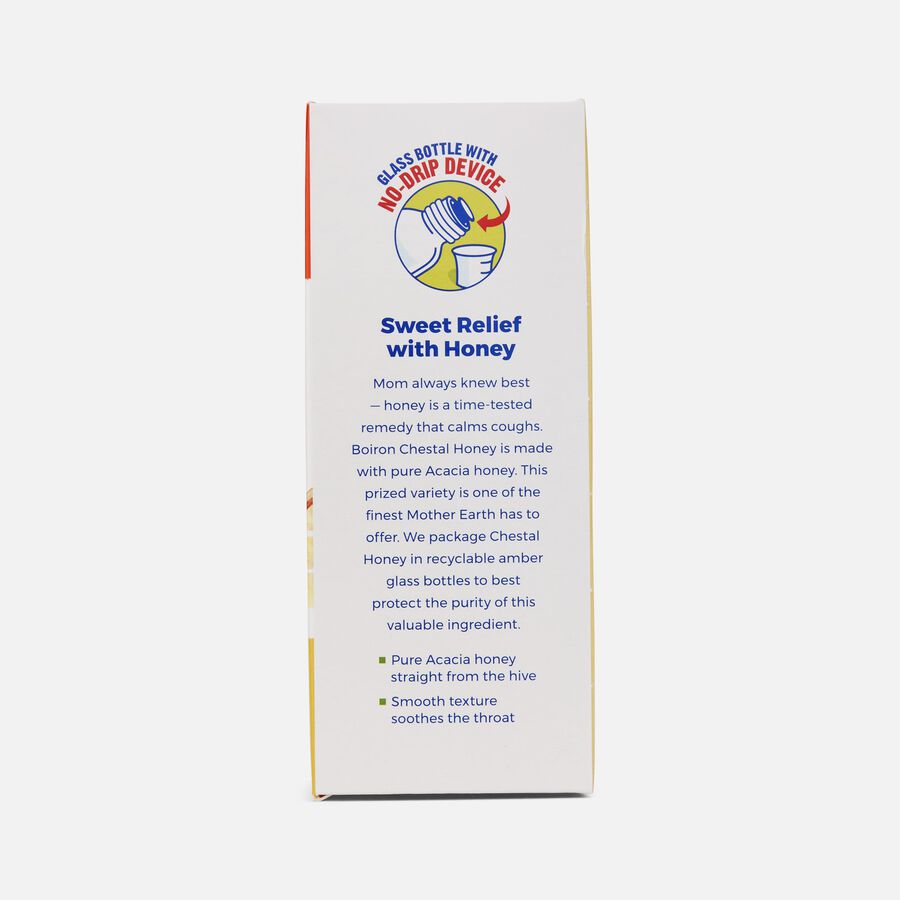 GLASS BOTTLE WITH
NO-DRIP DEVICE
Sweet Relief
with Honey
Mom always knew best
— honey is a time-tested
remedy that calms coughs.
Boiron Chestal Honey is made
with pure Acacia honey. This
prized variety is one of the
finest Mother Earth has to
offer. We package Chestal
Honey in recyclable amber
glass bottles to best
protect the purity of this
valuable ingredient.
Pure Acacia honey
straight from the hive
Smooth texture
soothes the throat